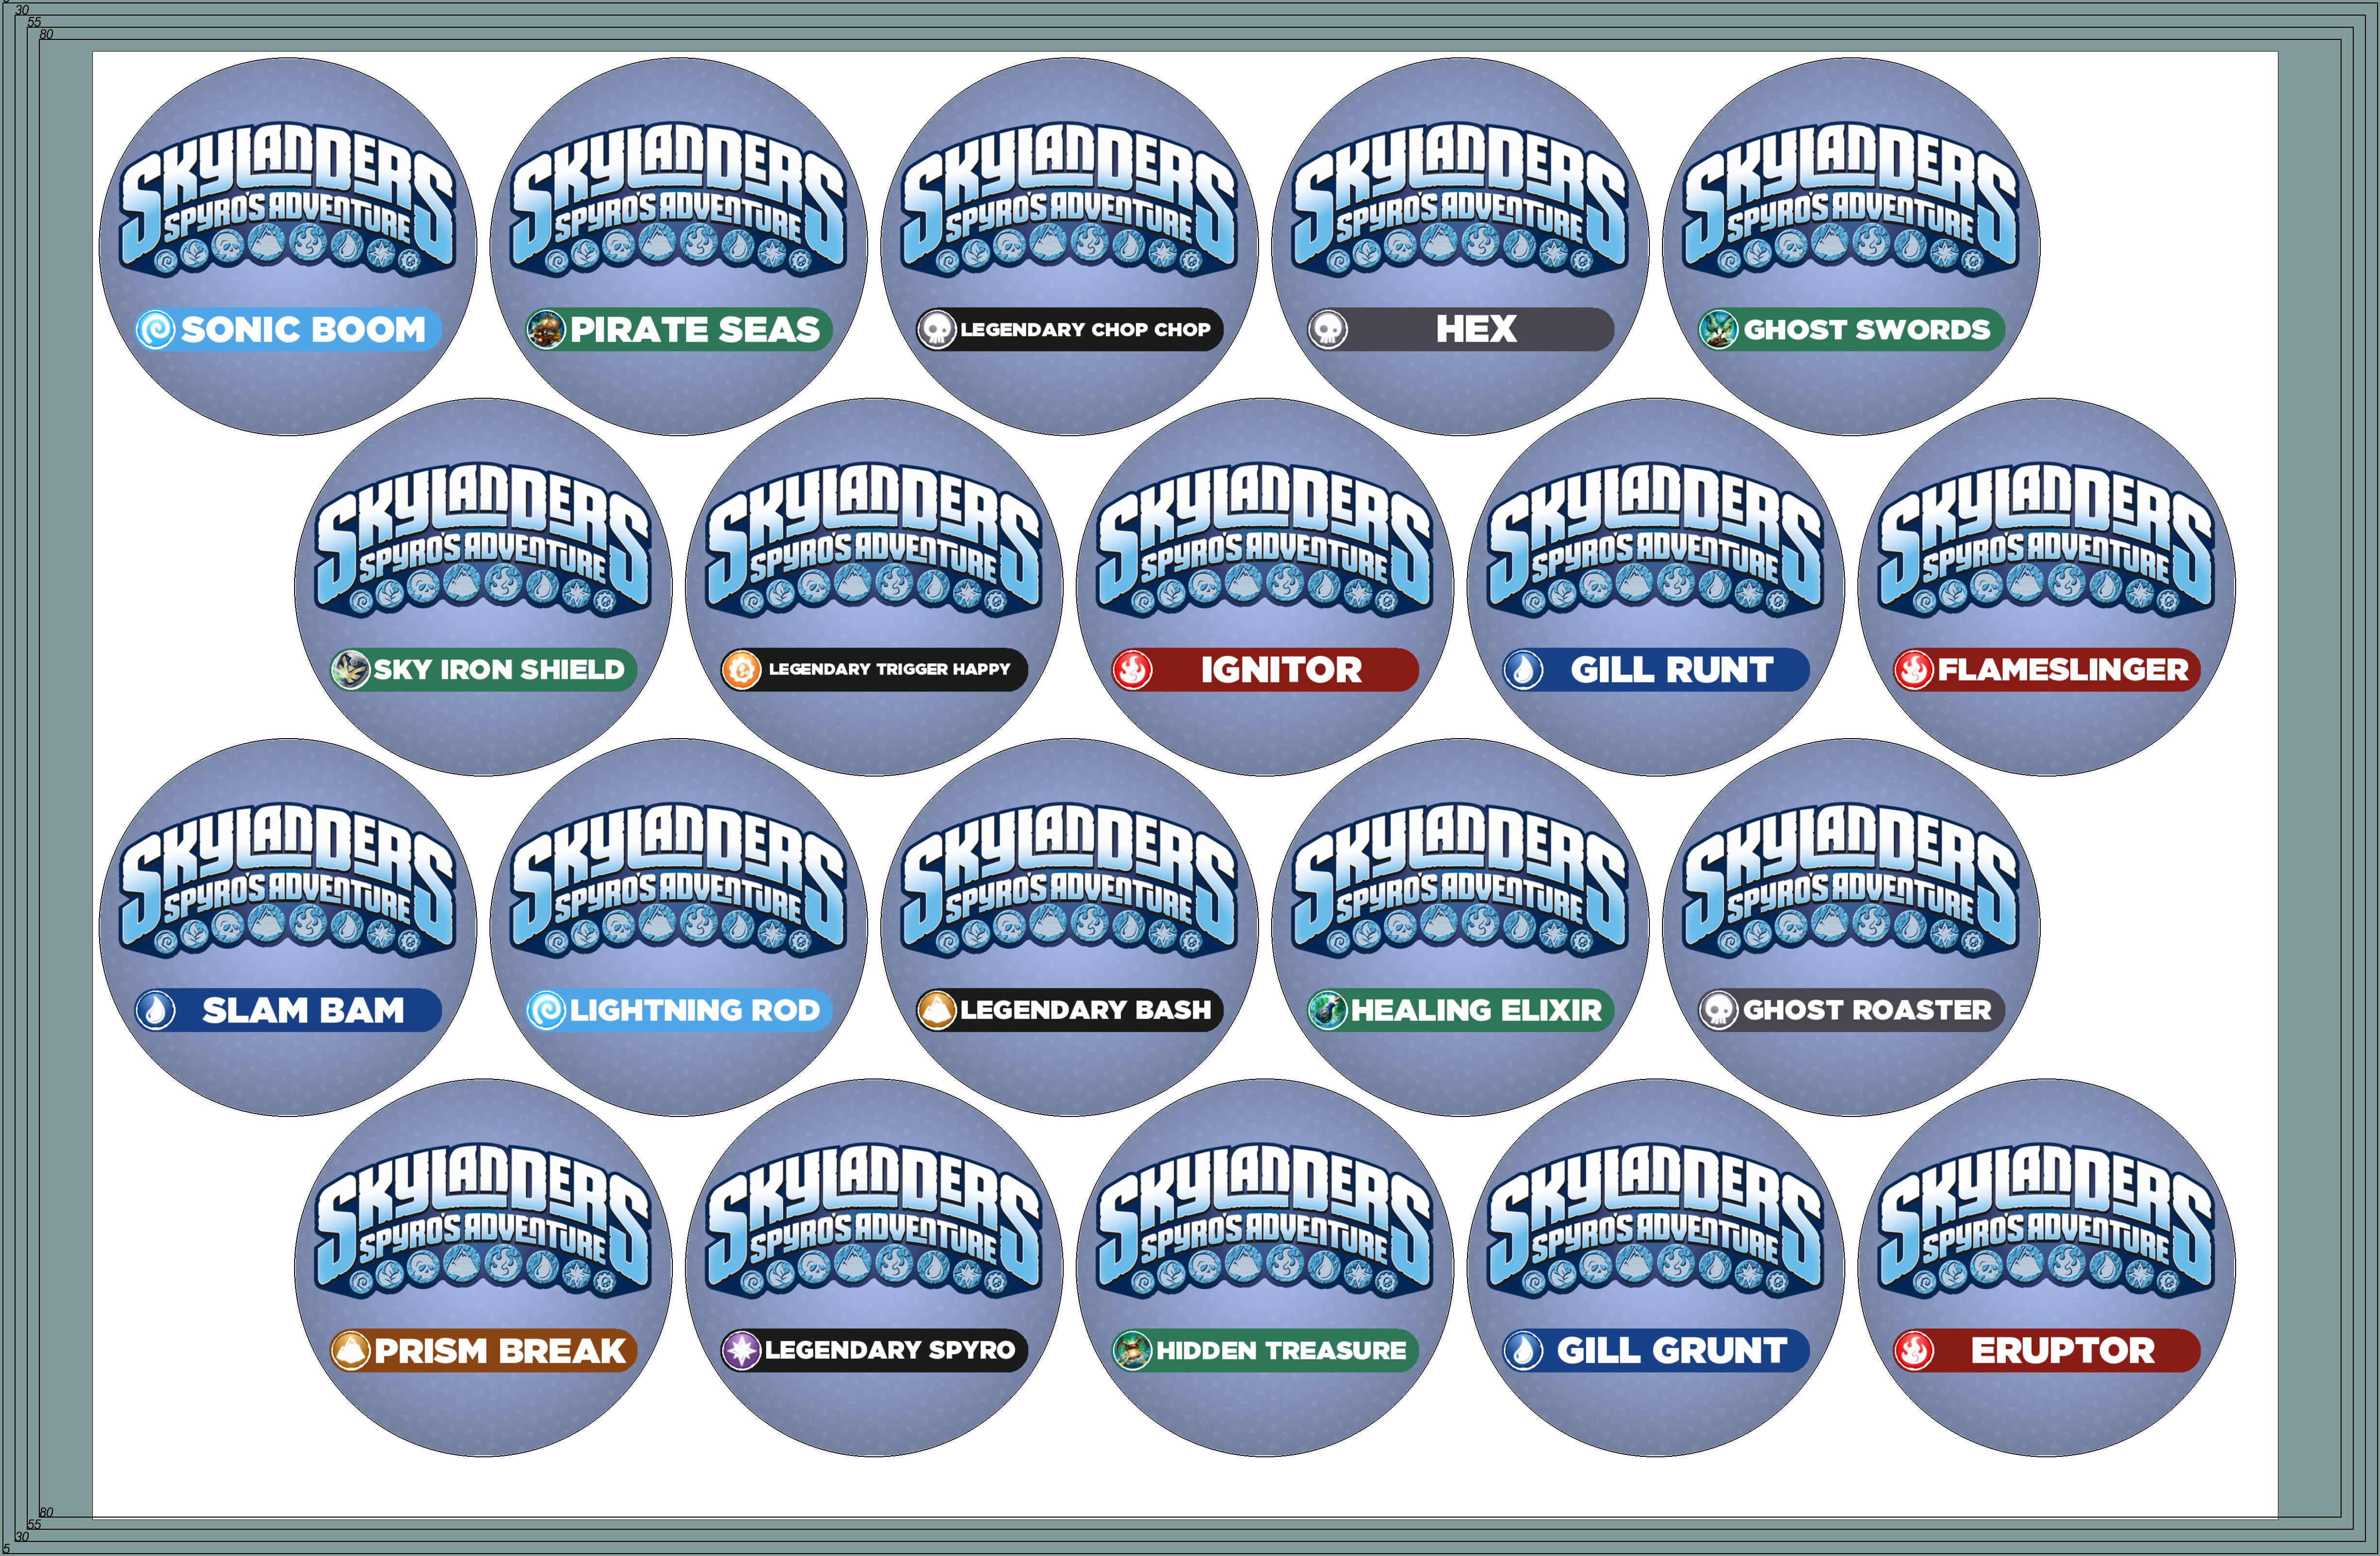 5
30
55
80
SKYLANDERS
SPYRO'S ADVENTURE
SONIC BOOM
SKYLANDERS
SPYRO'S ADVENTURE
PIRATE SEAS
SKYLANDERS
SPYRO'S ADVENTURE
LEGENDARY CHOP CHOP
SKYLANDERS
SPYRO'S ADVENTURE
HEX
SKYLANDERS
SPYRO'S ADVENTURE
GHOST SWORDS
SKYLANDERS
SPYRO'S ADVENTURE
SKY IRON SHIELD
SKYLANDERS
SPYRO'S ADVENTURE
LEGENDARY TRIGGER HAPPY
SKYLANDERS
SPYRO'S ADVENTURE
IGNITOR
SKYLANDERS
SPYRO'S ADVENTURE
GILL RUNT
SKYLANDERS
SPYRO'S ADVENTURE
FLAMESLINGER
SKYLANDERS
SPYRO'S ADVENTURE
SLAM BAM
SKYLANDERS
SPYRO'S ADVENTURE
LIGHTNING ROD
SKYLANDERS
SPYRO'S ADVENTURE
LEGENDARY BASH
SKYLANDERS
SPYRO'S ADVENTURE
HEALING ELIXIR
SKYLANDERS
SPYRO'S ADVENTURE
GHOST ROASTER
SKYLANDERS
SPYRO'S ADVENTURE
PRISM BREAK
SKYLANDERS
SPYRO'S ADVENTURE
LEGENDARY SPYRO
SKYLANDERS
SPYRO'S ADVENTURE
HIDDEN TREASURE
SKYLANDERS
SPYRO'S ADVENTURE
GILL GRUNT
SKYLANDERS
SPYRO'S ADVENTURE
ERUPTOR
80
55
30
5